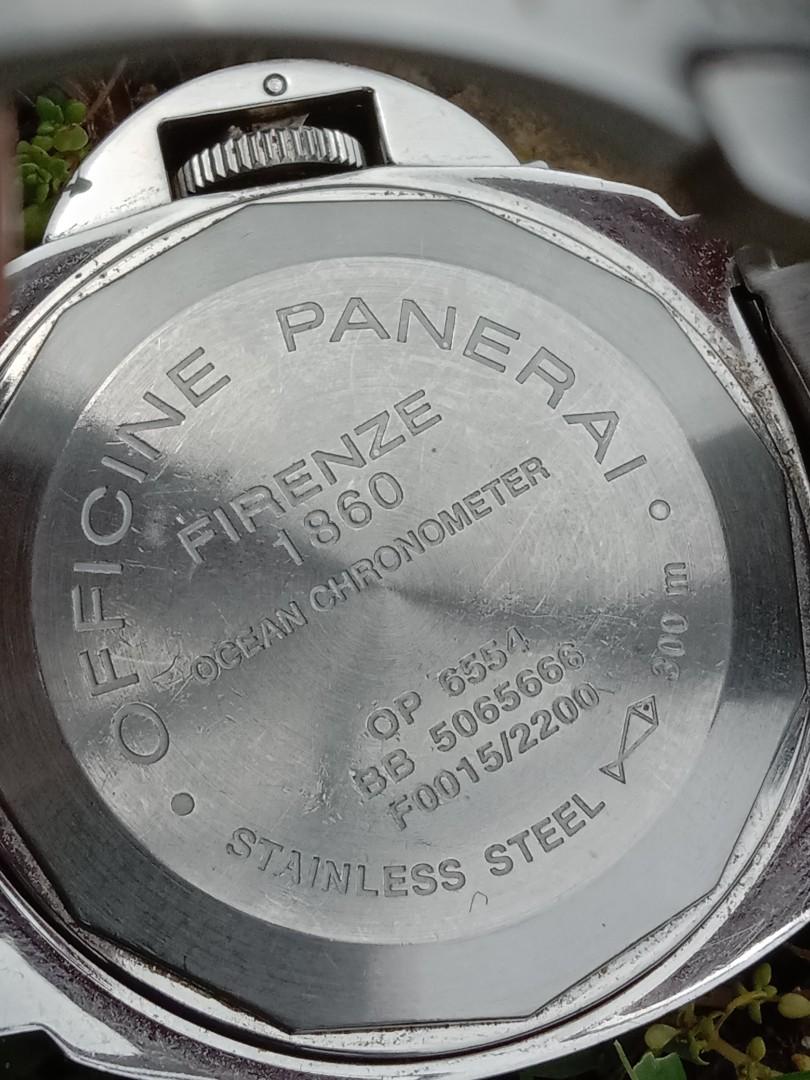 OFFICINE PANERAI
FIRENZE
1860
OCEAN CHRONOMETER
OP 6554
BB 5065666
F0015/2200
300 m
STAINLESS STEEL